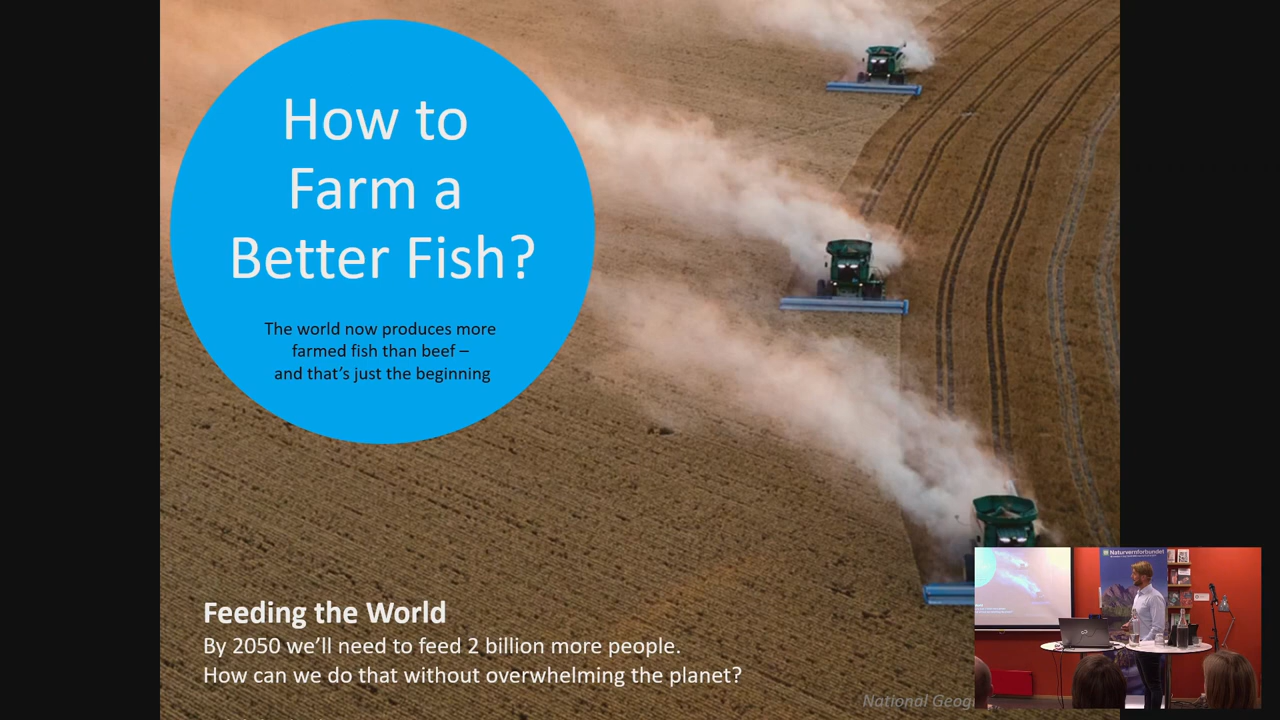 How to
Farm a
Better Fish?
The world now produces more
farmed fish than beef –
and that's just the beginning
Feeding the World
By 2050 we'll need to feed 2 billion more people.
How can we do that without overwhelming the planet?
National
Naturvernforbundet